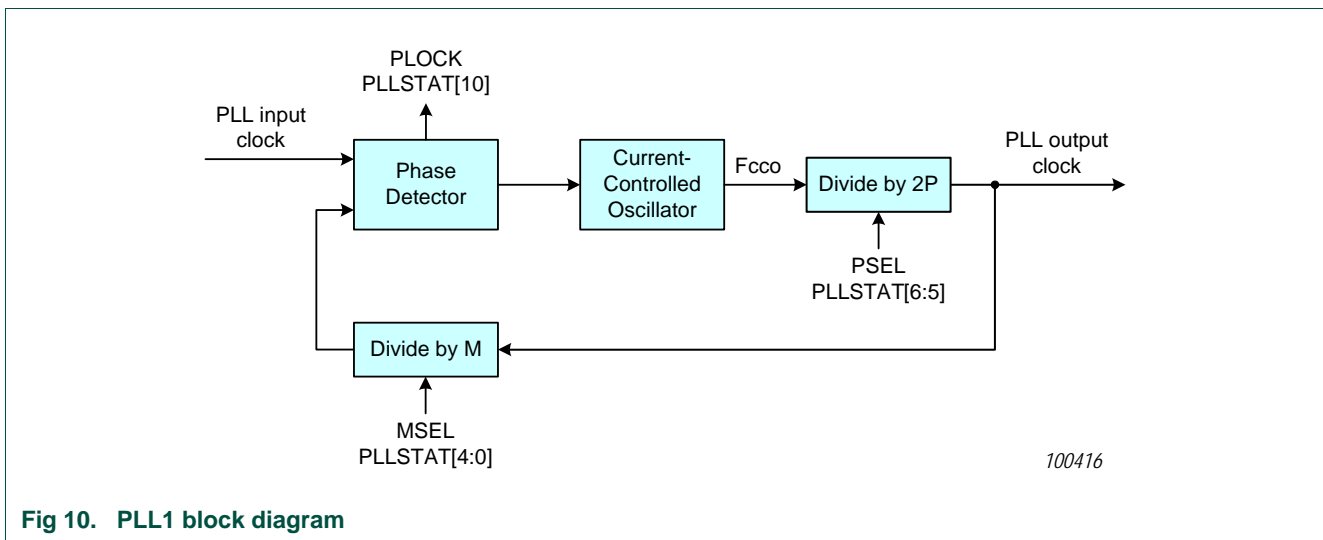 PLOCK
PLLSTAT[10]
PLL input
clock
Phase
Detector
Current-
Controlled
Oscillator
Fcco
Divide by 2P
PLL output
clock
PSEL
PLLSTAT[6:5]
Divide by M
MSEL
PLLSTAT[4:0]
100416
Fig 10. PLL1 block diagram